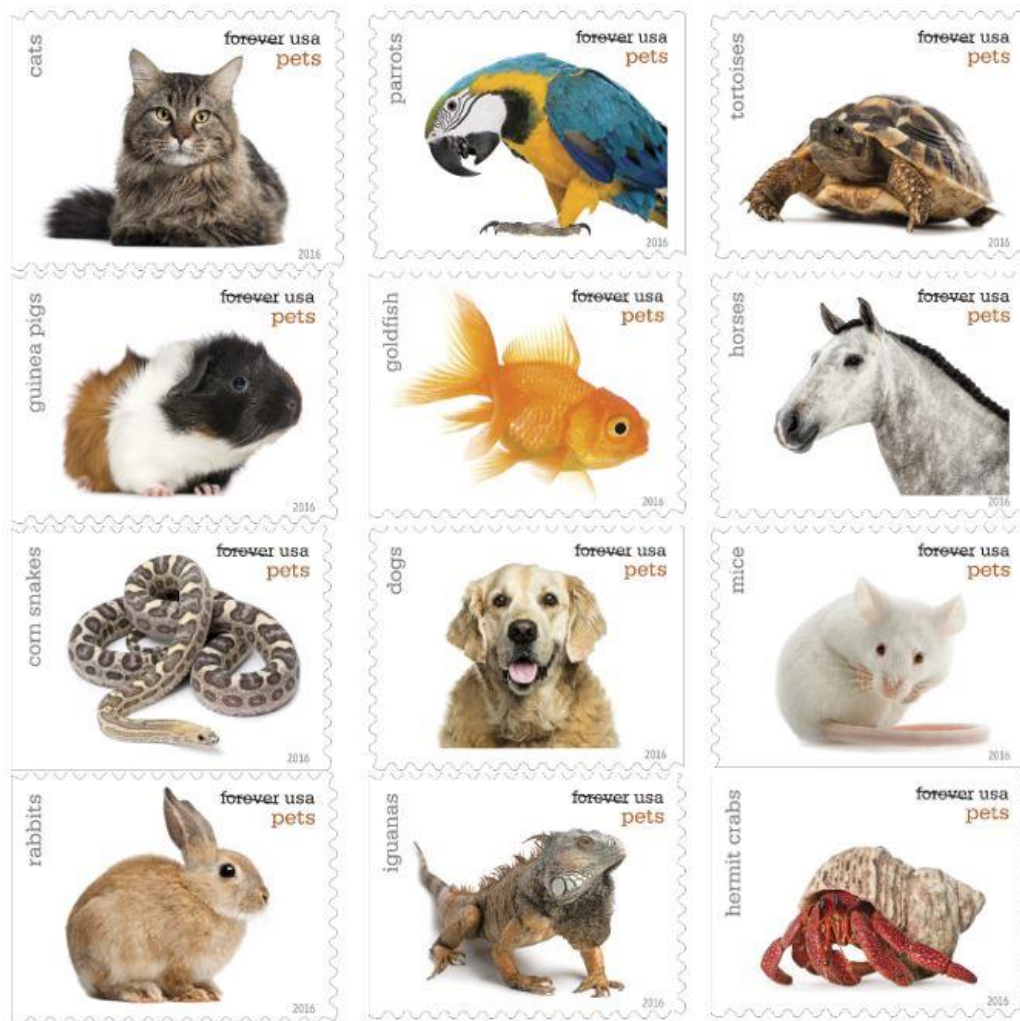 cats
forever usa
pets
2016
parrots
forever usa
pets
2016
tortoises
forever usa
pets
2016
guinea pigs
forever usa
pets
2016
goldfish
forever usa
pets
2016
horses
forever usa
pets
2016
corn snakes
forever usa
pets
2016
dogs
forever usa
pets
2016
mice
forever usa
pets
2016
rabbits
forever usa
pets
2016
iguanas
forever usa
pets
2016
hermit crabs
forever usa
pets
2016